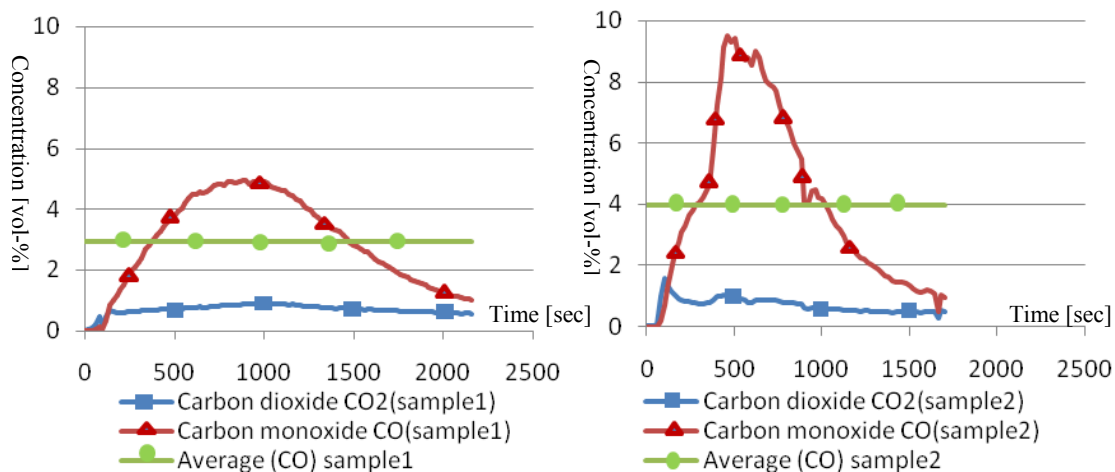 Concentration [vol-%]
10
8
6
4
2
0
0 500 1000 1500 2000 2500
Time [sec]
Carbon dioxide CO2(sample1)
Carbon monoxide CO(sample1)
Average (CO) sample1
Concentration [vol-%]
10
8
6
4
2
0
0 500 1000 1500 2000 2500
Time [sec]
Carbon dioxide CO2(sample2)
Carbon monoxide CO(sample2)
Average (CO) sample2